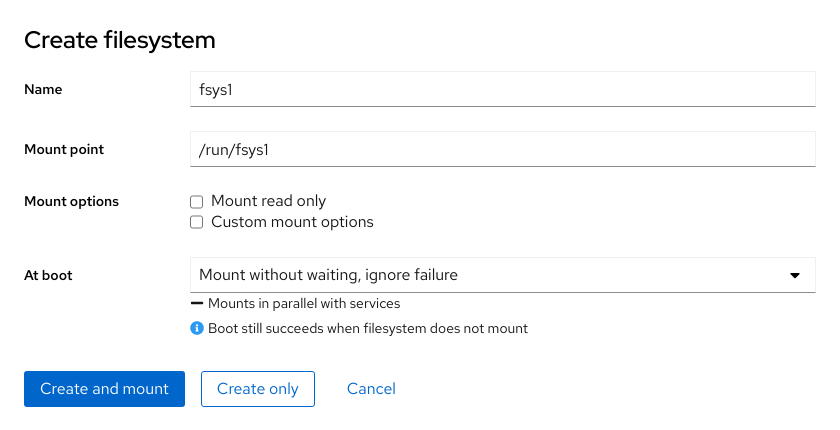 Create filesystem
Name
fsys1
Mount point
/run/fsys1
Mount options
Mount read only
Custom mount options
At boot
Mount without waiting, ignore failure
Mounts in parallel with services
Boot still succeeds when filesystem does not mount
Create and mount
Create only
Cancel